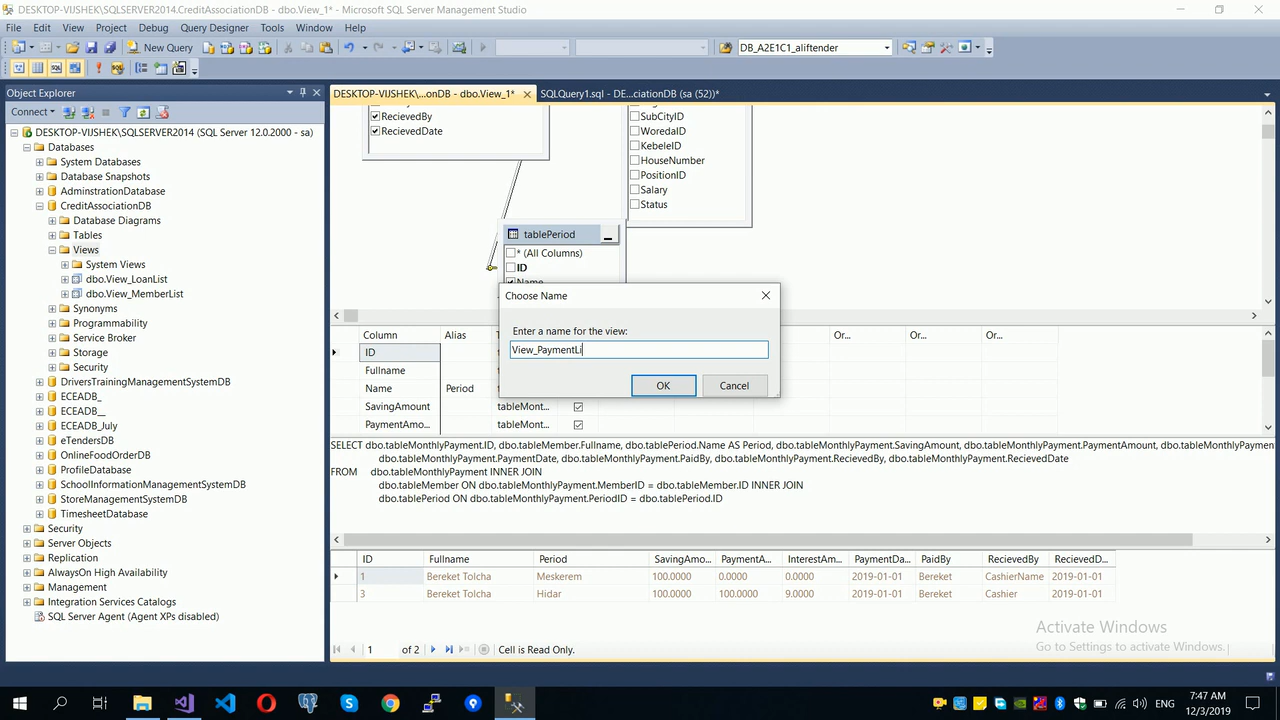 DESKTOP-VIJSHEK\SQLSERVER2014.CreditAssociationDB - dbo.View_1* - Microsoft SQL Server Management Studio
File Edit View Project Debug Query Designer Tools Window Help
New Query DB_A2E1C1_aliftender
Object Explorer
DESKTOP-VIJSHEK\...onDB - dbo.View_1* SQLQuery1.sql - DE...ciationDB (sa (52))*
Connect
DESKTOP-VIJSHEK\SQLSERVER2014 (SQL Server 12.0.2000 - sa)
Databases
System Databases
Database Snapshots
AdminstrationDatabase
CreditAssociationDB
Database Diagrams
Tables
Views
System Views
dbo.View_LoanList
dbo.View_MemberList
Synonyms
Programmability
Service Broker
Storage
Security
DriversTrainingManagementSystemDB
ECEADB_
ECEADB__
ECEADB_July
eTendersDB
OnlineFoodOrderDB
ProfileDatabase
SchoolInformationManagementSystemDB
StoreManagementSystemDB
TimesheetDatabase
Security
Server Objects
Replication
AlwaysOn High Availability
Management
Integration Services Catalogs
SQL Server Agent (Agent XPs disabled)
RecievedBy
RecievedDate
SubCityID
WoredaID
KebeleID
HouseNumber
PositionID
Salary
Status
tablePeriod
* (All Columns)
ID
Name
Choose Name
Enter a name for the view:
View_PaymentLi
OK Cancel
Column Alias Or... Or... Or...
ID
Fullname
Name Period
SavingAmount tableMont...
PaymentAmo... tableMont...
SELECT dbo.tableMonthlyPayment.ID, dbo.tableMember.Fullname, dbo.tablePeriod.Name AS Period, dbo.tableMonthlyPayment.SavingAmount, dbo.tableMonthlyPayment.PaymentAmount, dbo.tableMonthlyPaymen
dbo.tableMonthlyPayment.PaymentDate, dbo.tableMonthlyPayment.PaidBy, dbo.tableMonthlyPayment.RecievedBy, dbo.tableMonthlyPayment.RecievedDate
FROM dbo.tableMonthlyPayment INNER JOIN
dbo.tableMember ON dbo.tableMonthlyPayment.MemberID = dbo.tableMember.ID INNER JOIN
dbo.tablePeriod ON dbo.tableMonthlyPayment.PeriodID = dbo.tablePeriod.ID
ID Fullname Period SavingAmo... PaymentA... InterestAm... PaymentDa... PaidBy RecievedBy RecievedD...
1 Bereket Tolcha Meskerem 100.0000 0.0000 0.0000 2019-01-01 Bereket CashierName 2019-01-01
3 Bereket Tolcha Hidar 100.0000 100.0000 9.0000 2019-01-01 Bereket Cashier 2019-01-01
1 of 2 Cell is Read Only.
Activate Windows
Go to Settings to activate Windows.
ENG
7:47 AM
12/3/2019